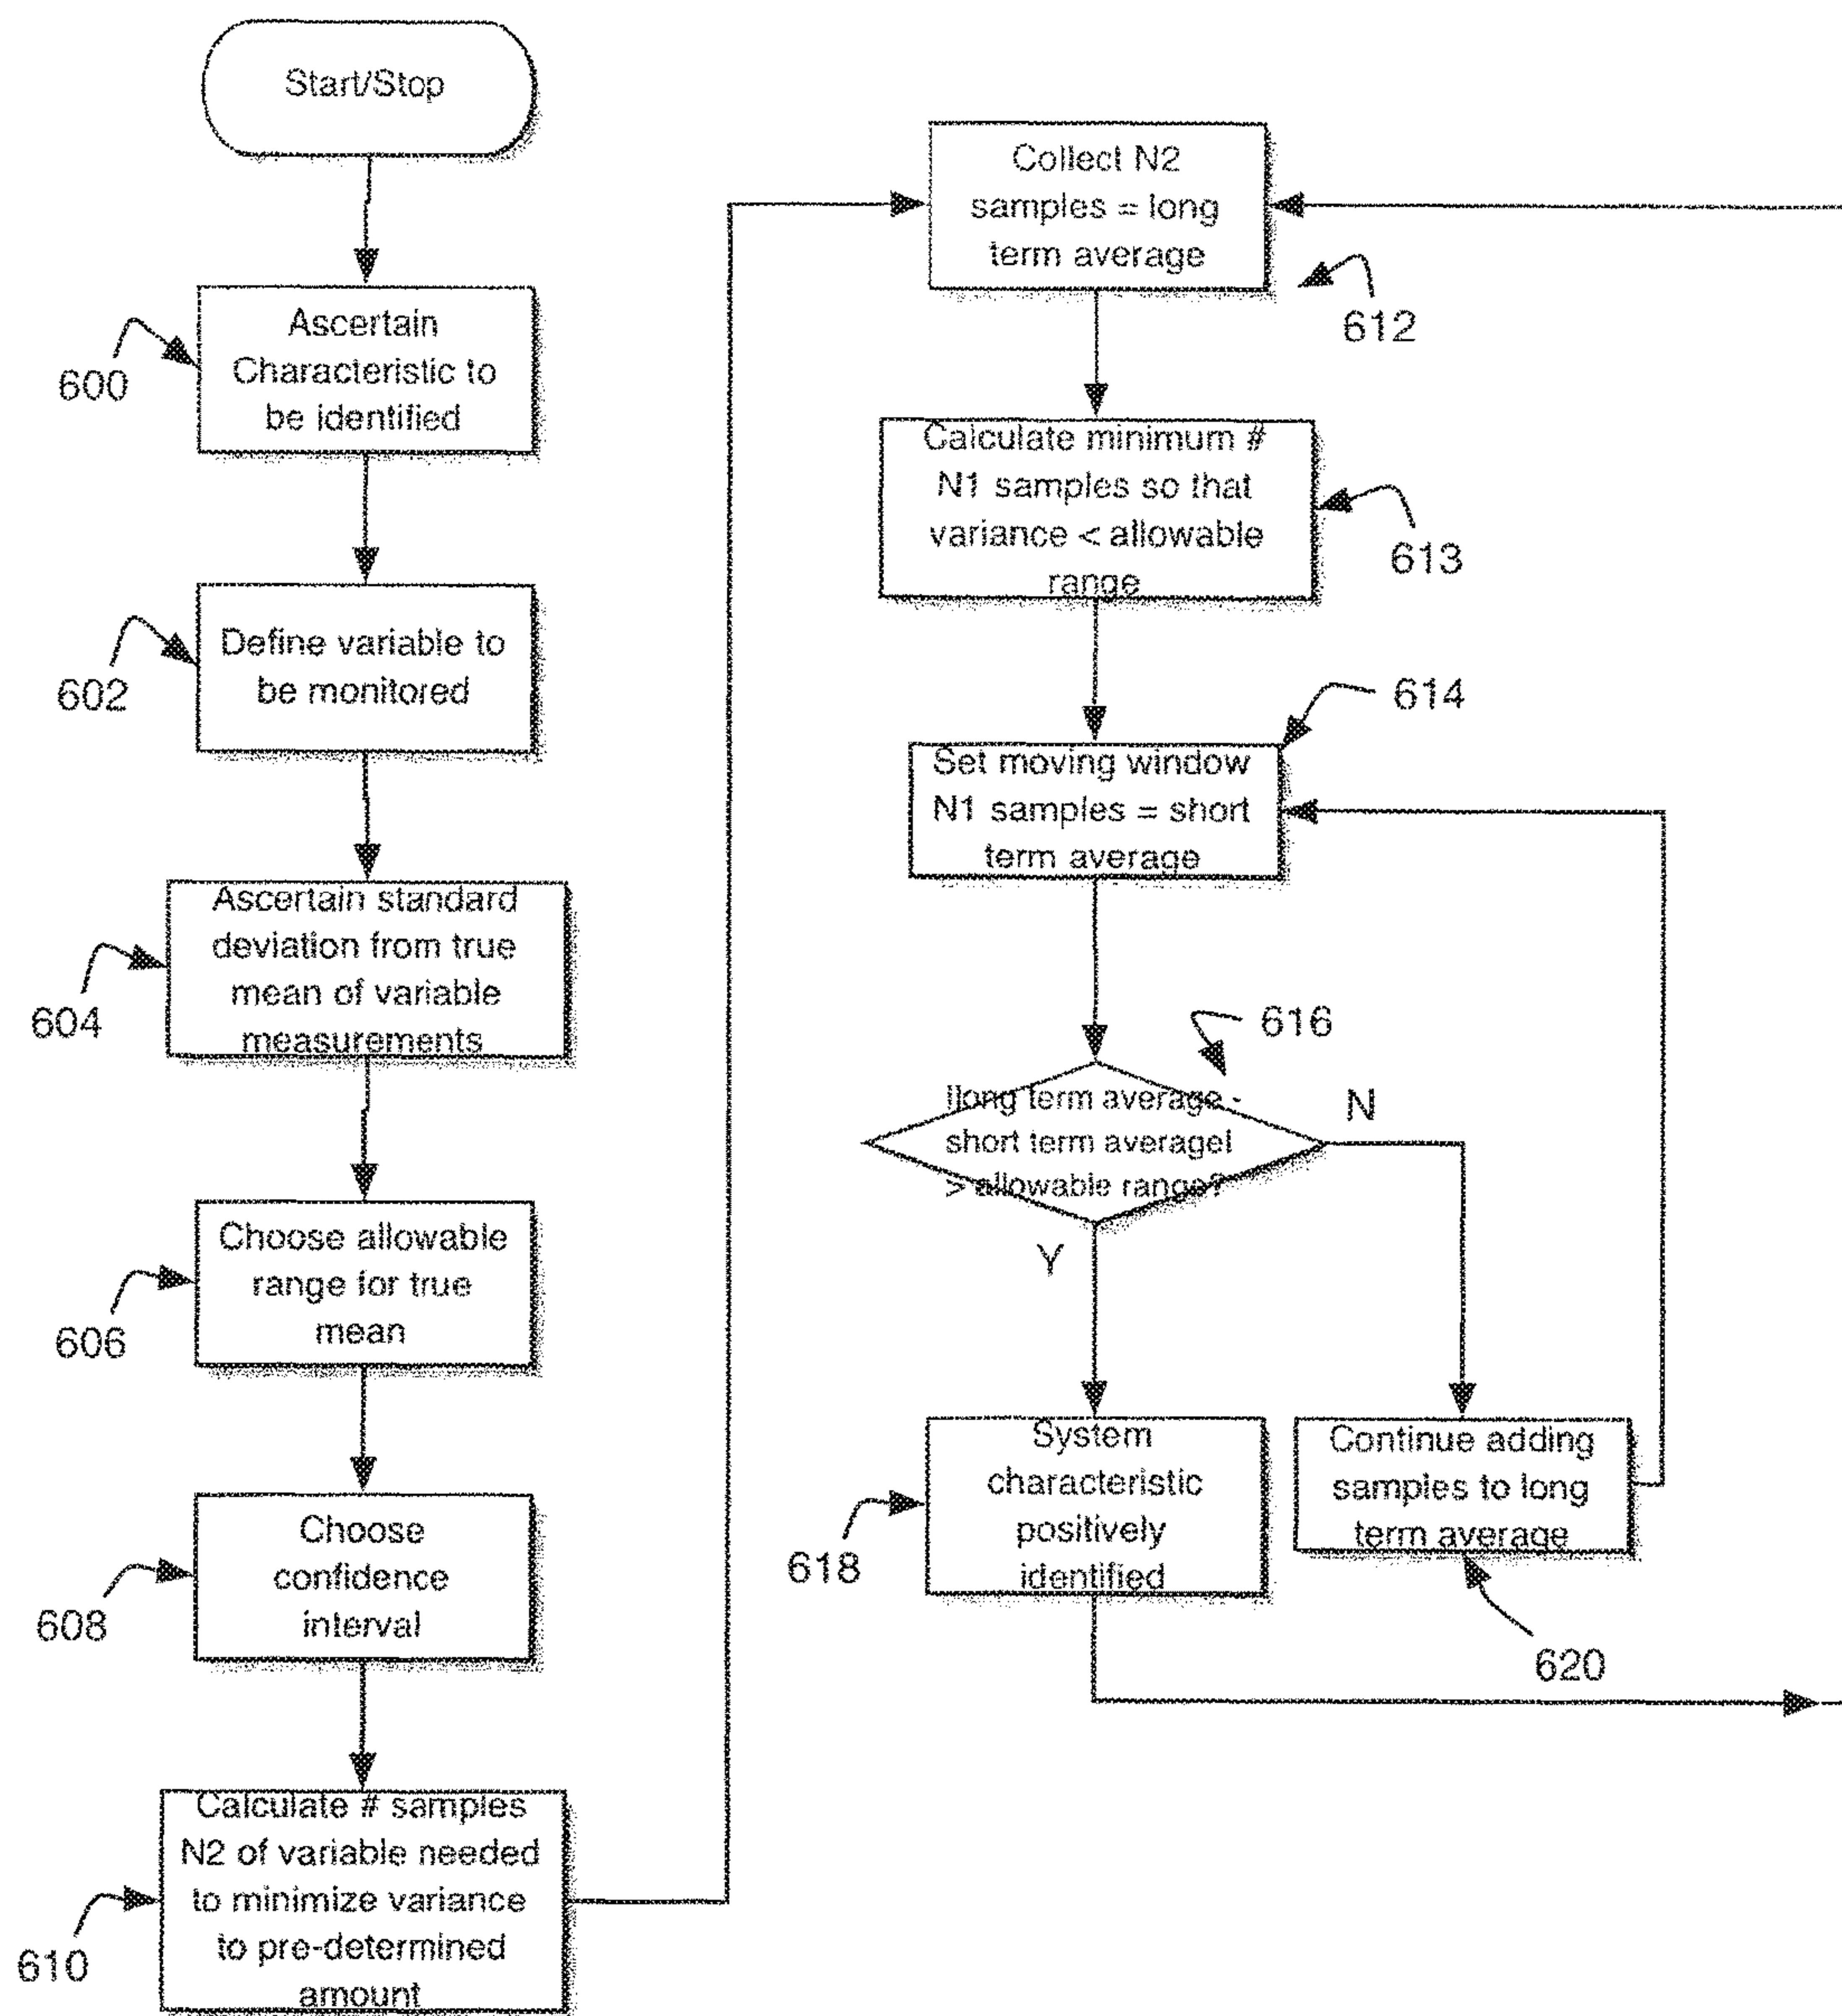 Start/Stop
600
Ascertain
Characteristic to
be identified
602
Define variable to
be monitored
604
Ascertain standard
deviation from true
mean of variable
measurements
606
Choose allowable
range for true
mean
608
Choose
confidence
interval
610
Calculate # samples
N2 of variable needed
to minimize variance
to pre-determined
amount
Collect N2
samples = long
term average
612
Calculate minimum #
N1 samples so that
variance < allowable
range
613
614
Set moving window
N1 samples = short
term average
616
|long term average -
short term average|
> allowable range?
N
Y
618
System
characteristic
positively
identified
Continue adding
samples to long
term average
620